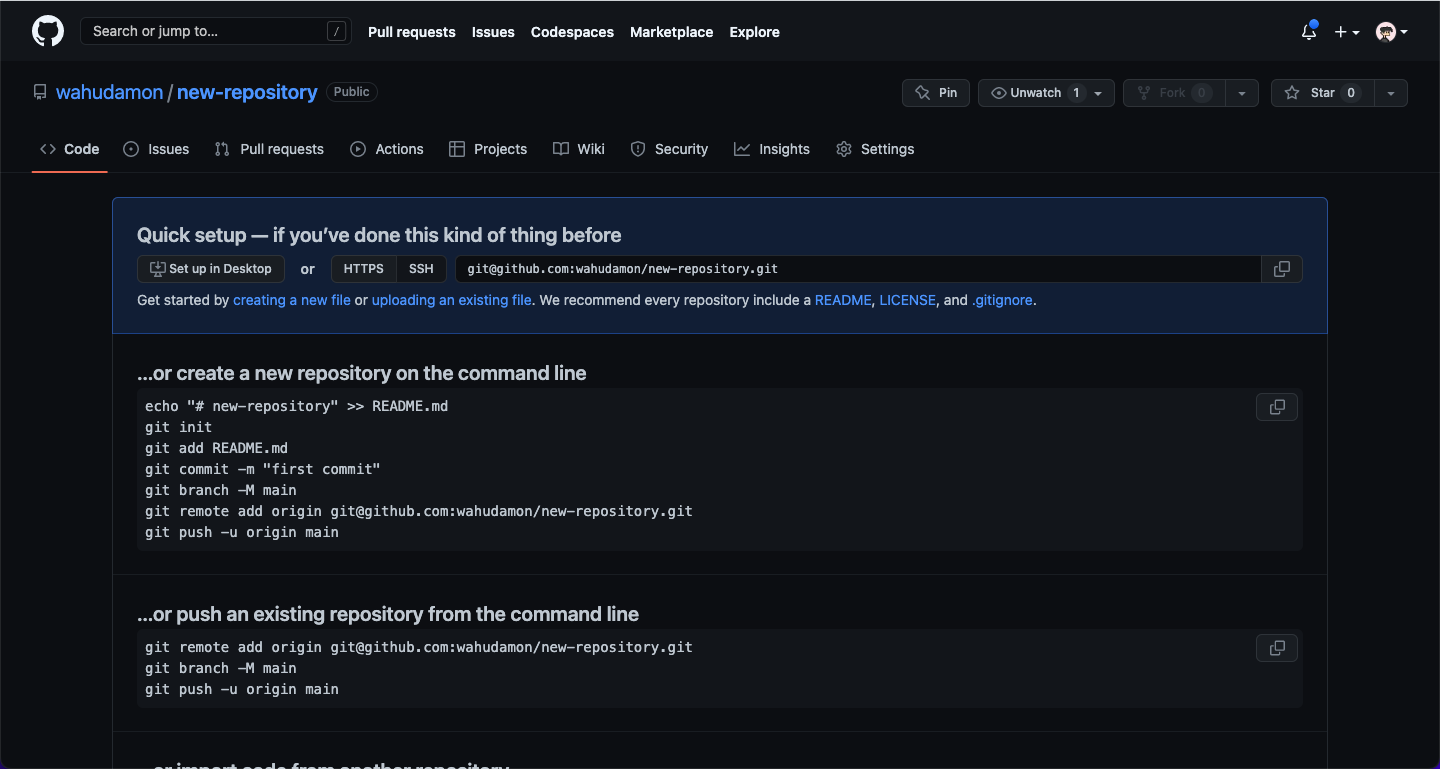 Search or jump to... /
Pull requests Issues Codespaces Marketplace Explore
wahudamon / new-repository Public
Pin Unwatch 1 Fork 0 Star 0
Code Issues Pull requests Actions Projects Wiki Security Insights Settings
Quick setup — if you’ve done this kind of thing before
Set up in Desktop or HTTPS SSH git@github.com:wahudamon/new-repository.git
Get started by creating a new file or uploading an existing file. We recommend every repository include a README, LICENSE, and .gitignore.
…or create a new repository on the command line
echo "# new-repository" >> README.md
git init
git add README.md
git commit -m "first commit"
git branch -M main
git remote add origin git@github.com:wahudamon/new-repository.git
git push -u origin main
…or push an existing repository from the command line
git remote add origin git@github.com:wahudamon/new-repository.git
git branch -M main
git push -u origin main
…or import code from another repository